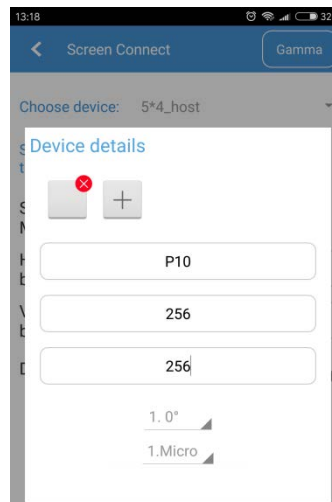 13:18
32
Screen Connect
Gamma
Choose device: 5*4_host
Device details
P10
256
256
1. 0°
1.Micro